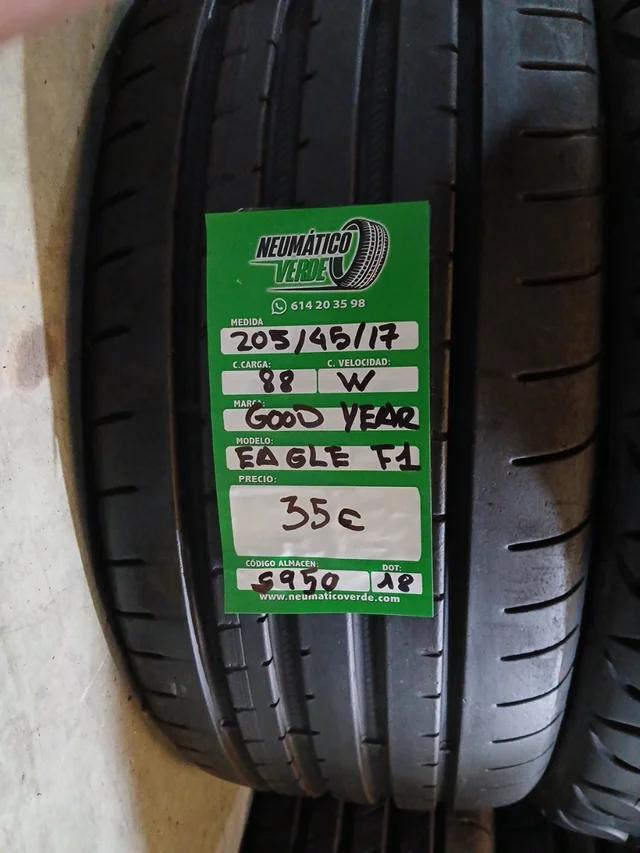 NEUMÁTICO
VERDE
614 20 35 98
MEDIDA
205/45/17
C.CARGA: C. VELOCIDAD:
88 W
MARCA:
GOOD YEAR
MODELO:
EAGLE F1
PRECIO:
35€
CÓDIGO ALMACEN: DOT:
S950 18
www.neumaticoverde.com